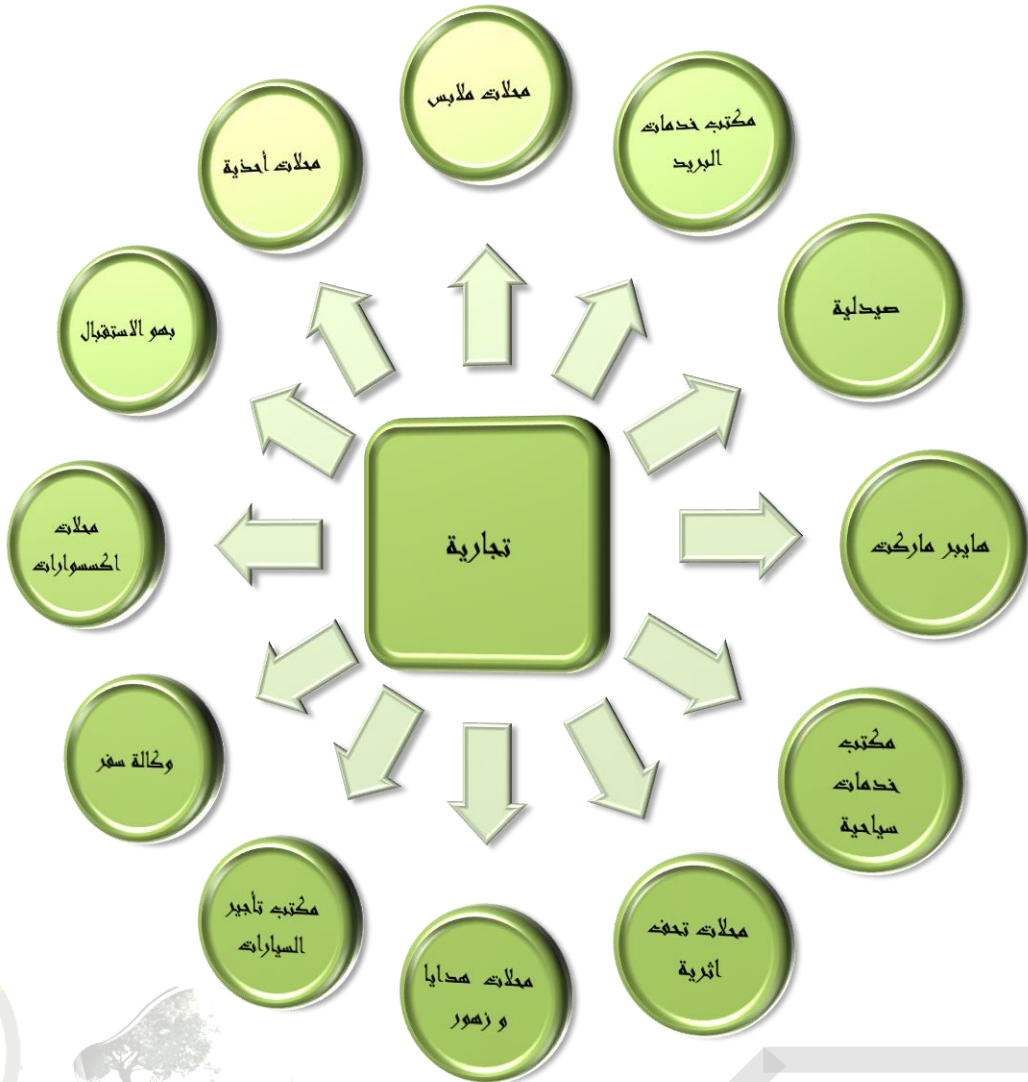 محلات ملابس
مكتب خدمات
البريد
صيدلية
هايبر ماركت
مكتب
خدمات
سياحية
محلات تحف
اثرية
محلات هدايا
و زهور
مكتب تأجير
السيارات
وكالة سفر
محلات
اكسسوارات
بهو الاستقبال
محلات أحذية
تجارية